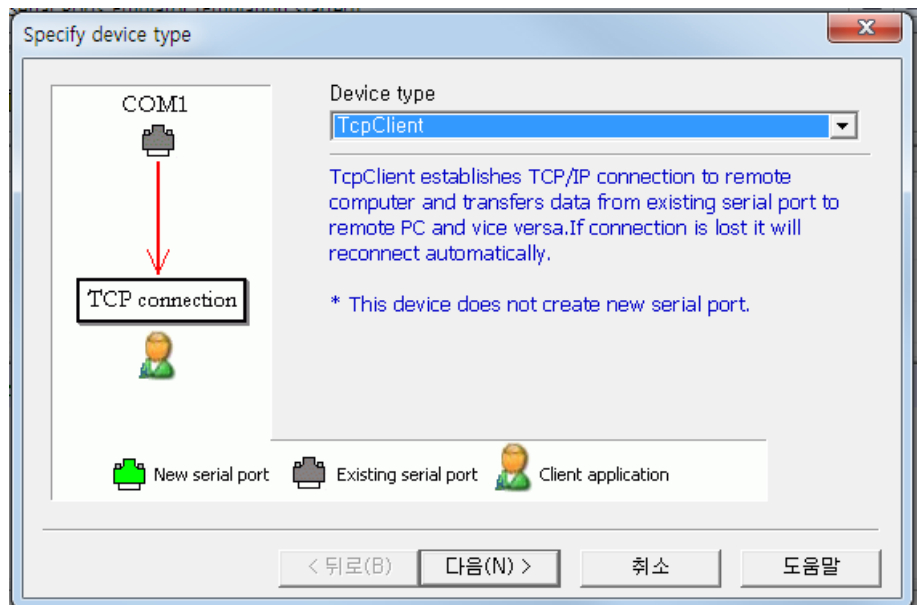 Specify device type
COM1
TCP connection
Device type
TcpClient
TcpClient establishes TCP/IP connection to remote
computer and transfers data from existing serial port to
remote PC and vice versa.If connection is lost it will
reconnect automatically.
* This device does not create new serial port.
New serial port
Existing serial port
Client application
< 뒤로(B)
다음(N) >
취소
도움말